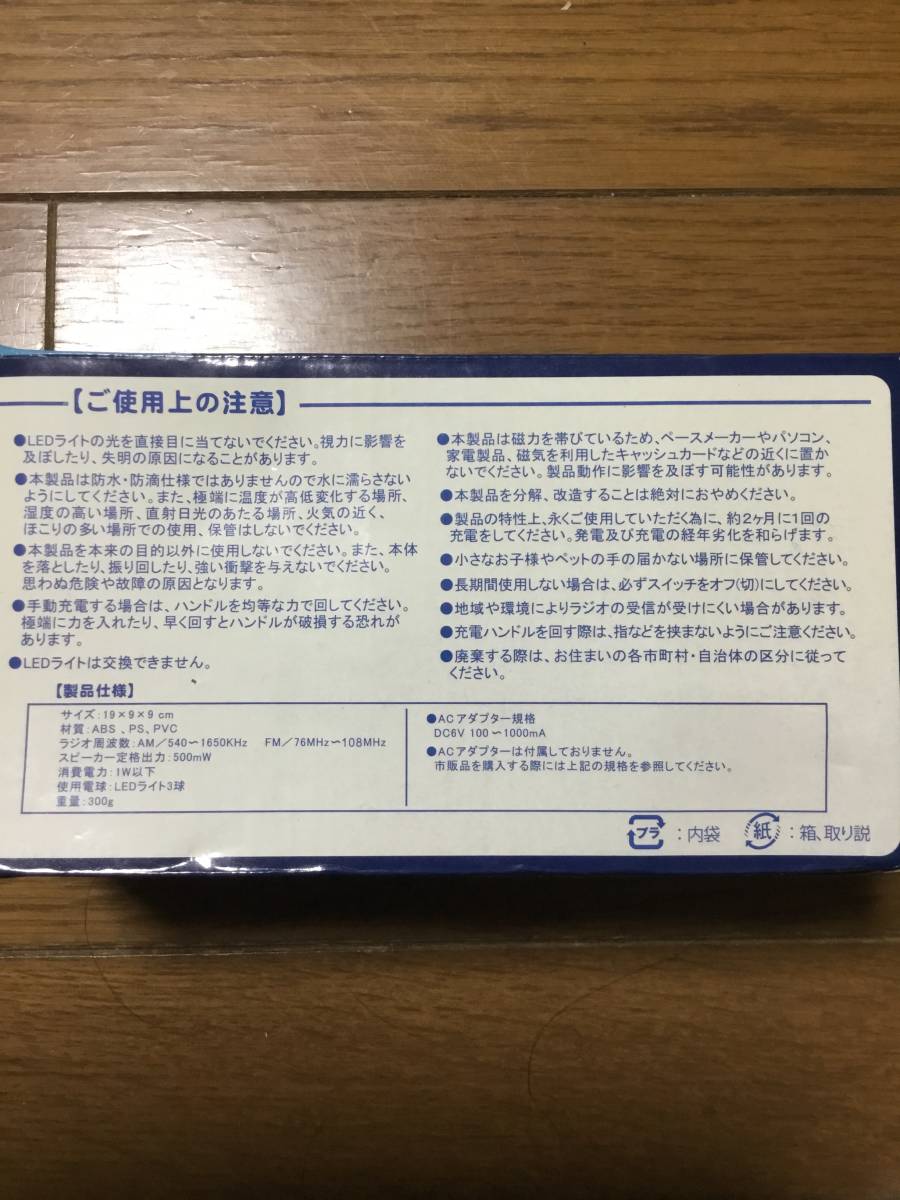 【ご使用上の注意】
●LEDライトの光を直接目に当てないでください。視力に影響を
及ぼしたり、失明の原因になることがあります。
●本製品は防水・防滴仕様ではありませんので水に濡らさない
ようにしてください。また、極端に温度が高低変化する場所、
湿度の高い場所、直射日光のあたる場所、火気の近く、
ほこりの多い場所での使用、保管はしないでください。
●本製品を本来の目的以外に使用しないでください。また、本体
を落としたり、振り回したり、強い衝撃を与えないでください。
思わぬ危険や故障の原因となります。
●手動充電する場合は、ハンドルを均等な力で回してください。
極端に力を入れたり、早く回すとハンドルが破損する恐れが
あります。
●LEDライトは交換できません。
●本製品は磁力を帯びているため、ペースメーカーやパソコン、
家電製品、磁気を利用したキャッシュカードなどの近くに置か
ないでください。製品動作に影響を及ぼす可能性があります。
●本製品を分解、改造することは絶対におやめください。
●製品の特性上、永くご使用していただく為に、約2ヶ月に1回の
充電をしてください。発電及び充電の経年劣化を和らげます。
●小さなお子様やペットの手の届かない場所に保管してください。
●長期間使用しない場合は、必ずスイッチをオフ(切)にしてください。
●地域や環境によりラジオの受信が受けにくい場合があります。
●充電ハンドルを回す際は、指などを挟まないようにご注意ください。
●廃棄する際は、お住まいの各市町村・自治体の区分に従って
ください。
【製品仕様】
サイズ:19×9×9cm
材質:ABS、PS、PVC
ラジオ周波数:AM/540〜1650KHz FM/76MHz〜108MHz
スピーカー定格出力:500mW
消費電力:1W以下
使用電球:LEDライト3球
重量:300g
●ACアダプター規格
DC6V 100〜1000mA
●ACアダプターは付属しておりません。
市販品を購入する際には上記の規格を参照してください。
プラ:内袋 紙:箱、取り説